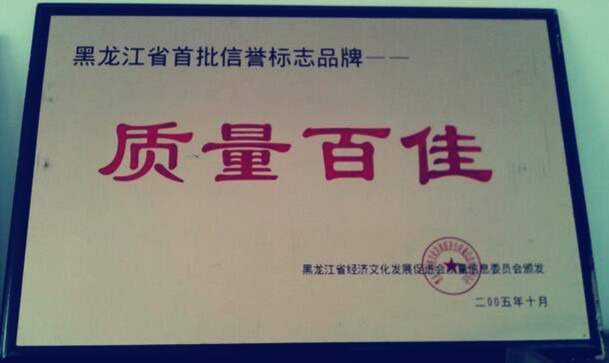 黑龙江省首批信誉标志品牌——
质量百佳
黑龙江省经济文化发展促进会质量信息委员会颁发
二00五年十月